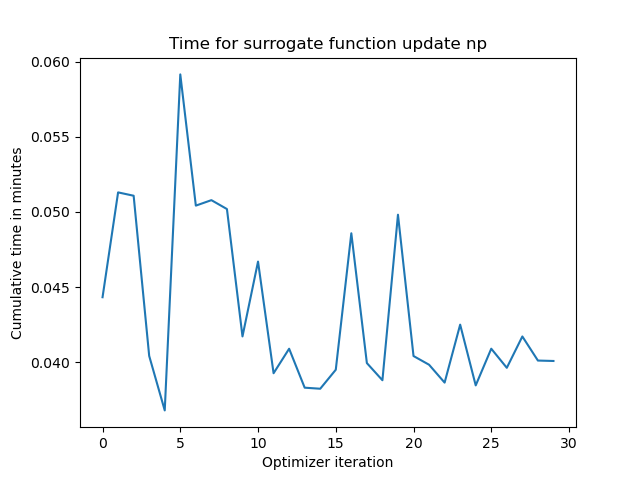 Time for surrogate function update np
0.060
0.055
0.050
0.045
0.040
Cumulative time in minutes
0 5 10 15 20 25 30
Optimizer iteration